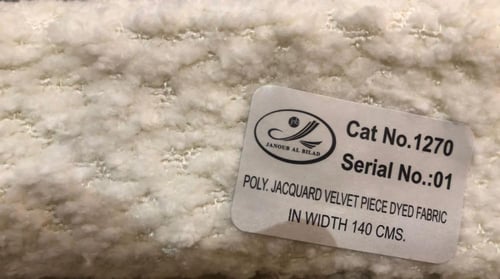 Cat No.1270
Serial No.:01
JANOUB AL BILAD
POLY. JACQUARD VELVET PIECE DYED FABRIC
IN WIDTH 140 CMS.